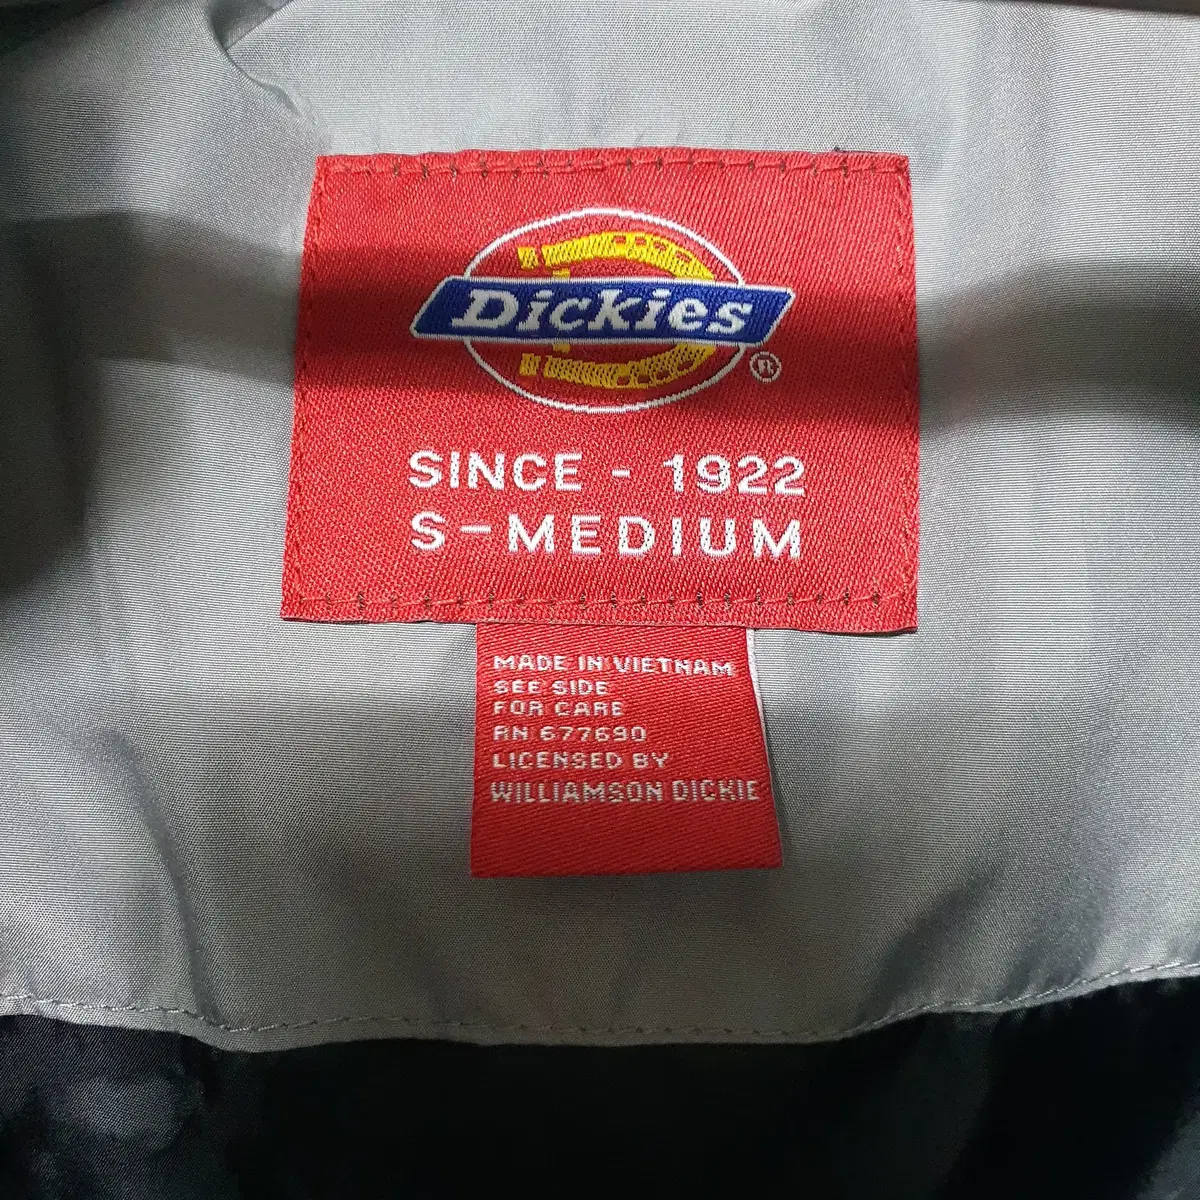 Dickies
®
SINCE - 1922
S-MEDIUM
MADE IN VIETNAM
SEE SIDE
FOR CARE
RN 677690
LICENSED BY
WILLIAMSON DICKIE